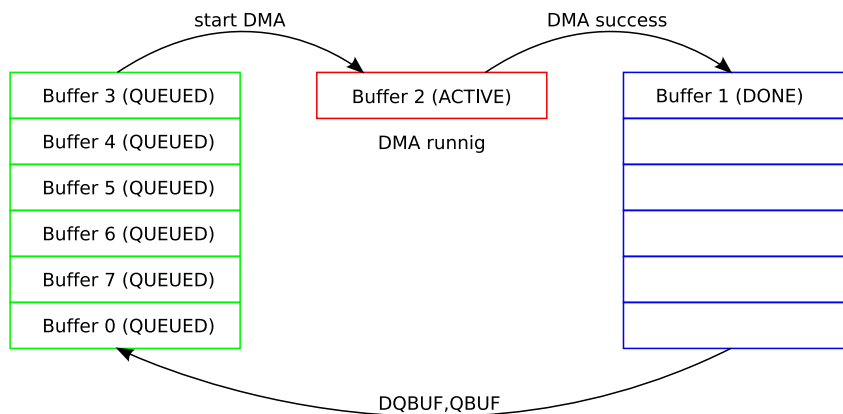 start DMA
DMA success
Buffer 3 (QUEUED)
Buffer 2 (ACTIVE)
Buffer 1 (DONE)
Buffer 4 (QUEUED)
DMA runnig
Buffer 5 (QUEUED)
Buffer 6 (QUEUED)
Buffer 7 (QUEUED)
Buffer 0 (QUEUED)
DQBUF,QBUF